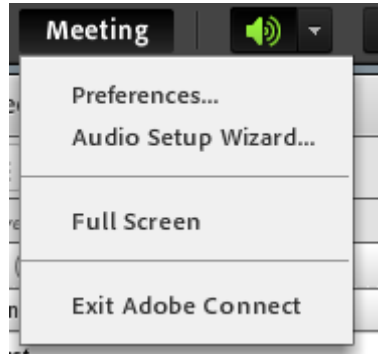 Meeting
Preferences...
Audio Setup Wizard...
Full Screen
Exit Adobe Connect